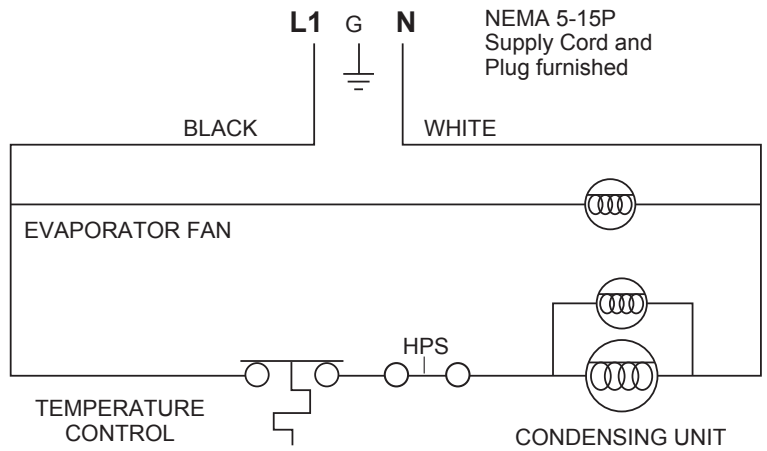 L1 G N
NEMA 5-15P
Supply Cord and
Plug furnished
BLACK
WHITE
EVAPORATOR FAN
HPS
TEMPERATURE
CONTROL
CONDENSING UNIT